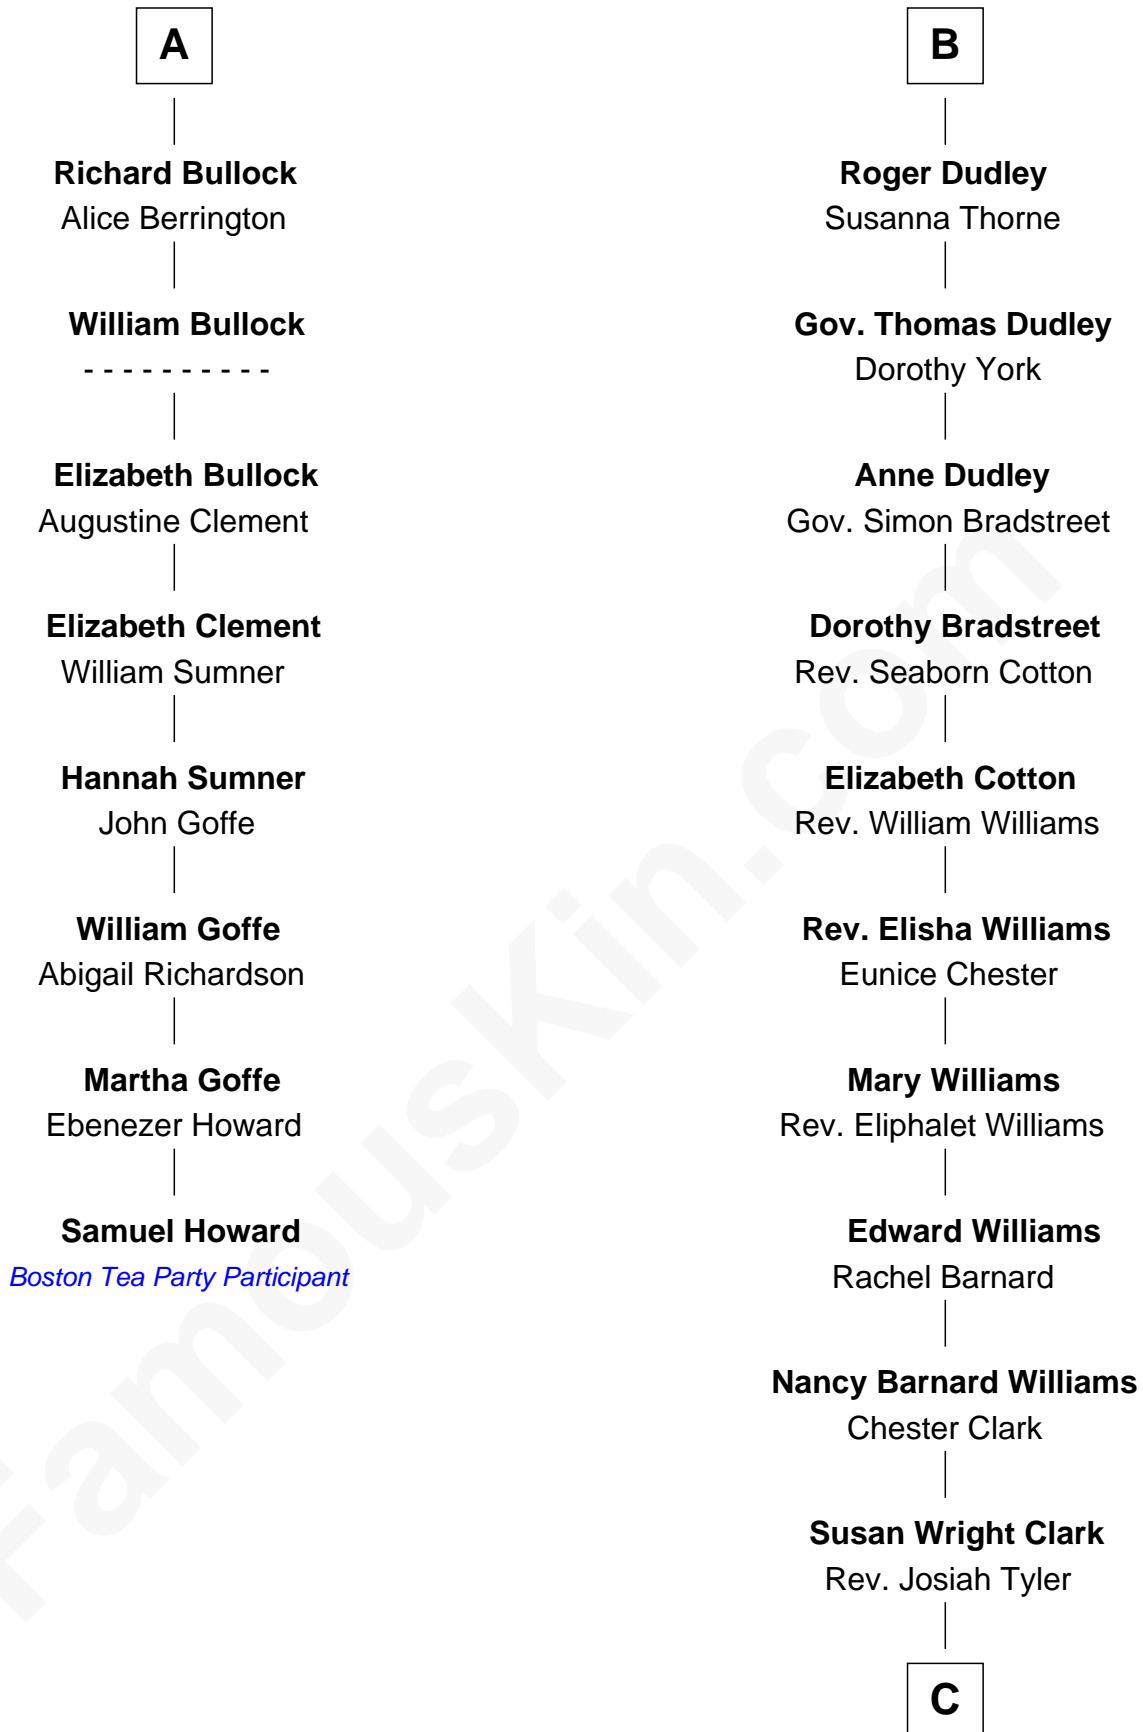 A
Richard Bullock
Alice Berrington
William Bullock
- - - - - - - - - -
Elizabeth Bullock
Augustine Clement
Elizabeth Clement
William Sumner
Hannah Sumner
John Goffe
William Goffe
Abigail Richardson
Martha Goffe
Ebenezer Howard
Samuel Howard
Boston Tea Party Participant
B
Roger Dudley
Susanna Thorne
Gov. Thomas Dudley
Dorothy York
Anne Dudley
Gov. Simon Bradstreet
Dorothy Bradstreet
Rev. Seaborn Cotton
Elizabeth Cotton
Rev. William Williams
Rev. Elisha Williams
Eunice Chester
Mary Williams
Rev. Eliphalet Williams
Edward Williams
Rachel Barnard
Nancy Barnard Williams
Chester Clark
Susan Wright Clark
Rev. Josiah Tyler
C
FamousKin.com